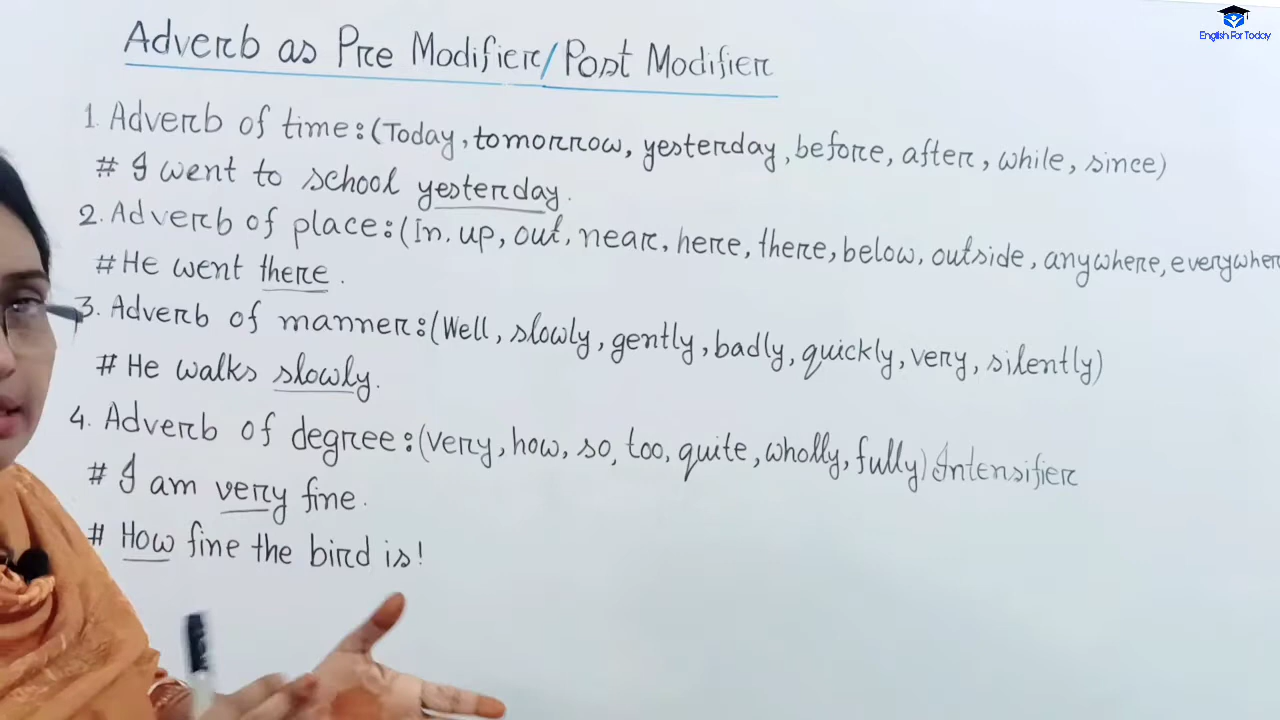 English For Today
Adverb as Pre Modifier/Post Modifier
1. Adverb of time:(Today, tomorrow, yesterday, before, after, while, since)
# I went to school yesterday.
2. Adverb of place:(In, up, out, near, here, there, below, outside, anywhere, everywher
#He went there.
3. Adverb of manner:(Well, slowly, gently, badly, quickly, very, silently)
# He walks slowly.
4. Adverb of degree:(very, how, so, too, quite, wholly, fully) Intensifier
# I am very fine.
# How fine the bird is!